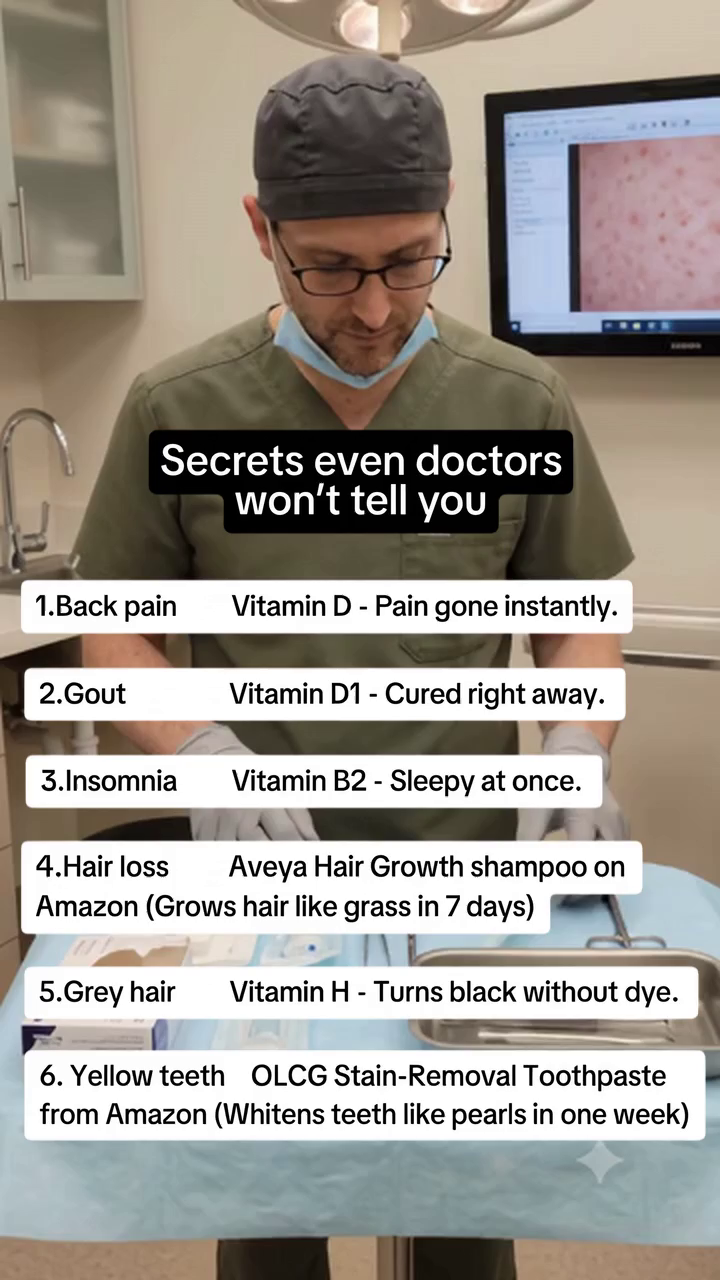 Secrets even doctors
won't tell you
1.Back pain Vitamin D - Pain gone instantly.
2.Gout Vitamin D1 - Cured right away.
3.Insomnia Vitamin B2 - Sleepy at once.
4.Hair loss Aveya Hair Growth shampoo on
Amazon (Grows hair like grass in 7 days)
5.Grey hair Vitamin H - Turns black without dye.
6. Yellow teeth OLCG Stain-Removal Toothpaste
from Amazon (Whitens teeth like pearls in one week)